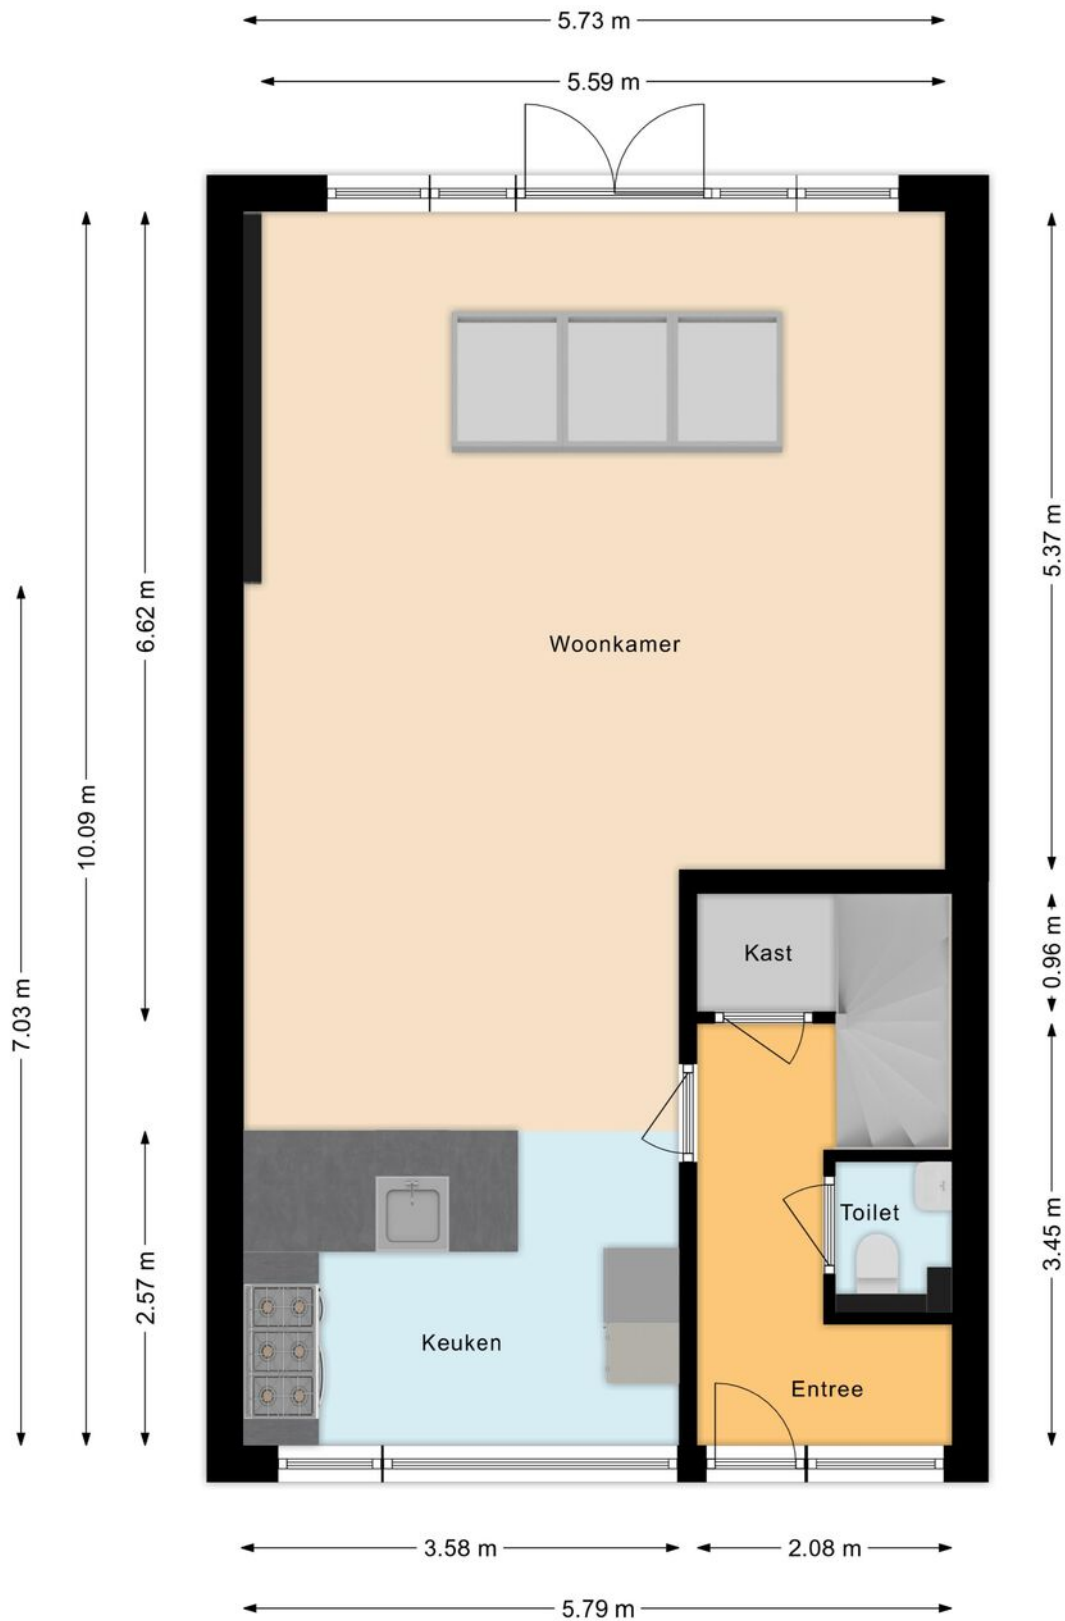 5.73 m
5.59 m
5.37 m
6.62 m
Woonkamer
10.09 m
0.96 m
Kast
7.03 m
3.45 m
Toilet
2.57 m
Keuken
Entree
3.58 m
2.08 m
5.79 m